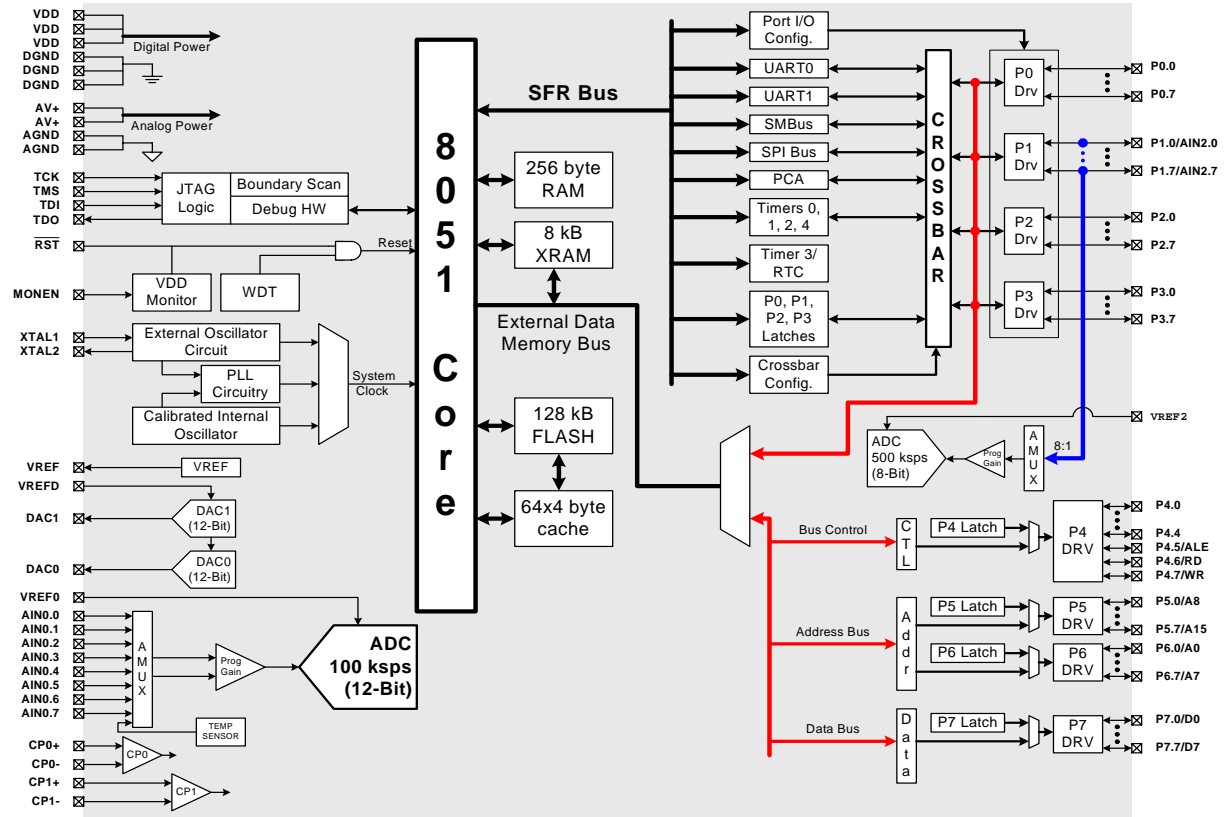 VDD
VDD
VDD
Digital Power
DGND
DGND
DGND
AV+
Analog Power
AV+
AGND
AGND
TCK
TMS
TDI
TDO
JTAG
Logic
Boundary Scan
Debug HW
RST
Reset
MONEN
VDD
Monitor
WDT
XTAL1
XTAL2
External Oscillator
Circuit
PLL
Circuitry
Calibrated Internal
Oscillator
System
Clock
VREF
VREF
VREFD
DAC1
DAC1
(12-Bit)
DAC0
DAC0
(12-Bit)
VREF0
AIN0.0
AIN0.1
AIN0.2
AIN0.3
AIN0.4
AIN0.5
AIN0.6
AIN0.7
AMUX
Prog
Gain
ADC
100 ksps
(12-Bit)
TEMP
SENSOR
CP0+
CP0-
CP0
CP1+
CP1-
CP1
8051 Core
SFR Bus
256 byte
RAM
8 kB
XRAM
External Data
Memory Bus
128 kB
FLASH
64x4 byte
cache
Port I/O
Config.
UART0
UART1
SMBus
SPI Bus
PCA
Timers 0,
1, 2, 4
Timer 3/
RTC
P0, P1,
P2, P3
Latches
Crossbar
Config.
CROSSBAR
P0
Drv
P1
Drv
P2
Drv
P3
Drv
P0.0
P0.7
P1.0/AIN2.0
P1.7/AIN2.7
P2.0
P2.7
P3.0
P3.7
VREF2
ADC
500 ksps
(8-Bit)
Prog
Gain
AMUX
8:1
Bus Control
CTL
P4 Latch
P4
DRV
P4.0
P4.4
P4.5/ALE
P4.6/RD
P4.7/WR
Address Bus
Addr
P5 Latch
P5
DRV
P5.0/A8
P5.7/A15
P6 Latch
P6
DRV
P6.0/A0
P6.7/A7
Data Bus
Data
P7 Latch
P7
DRV
P7.0/D0
P7.7/D7